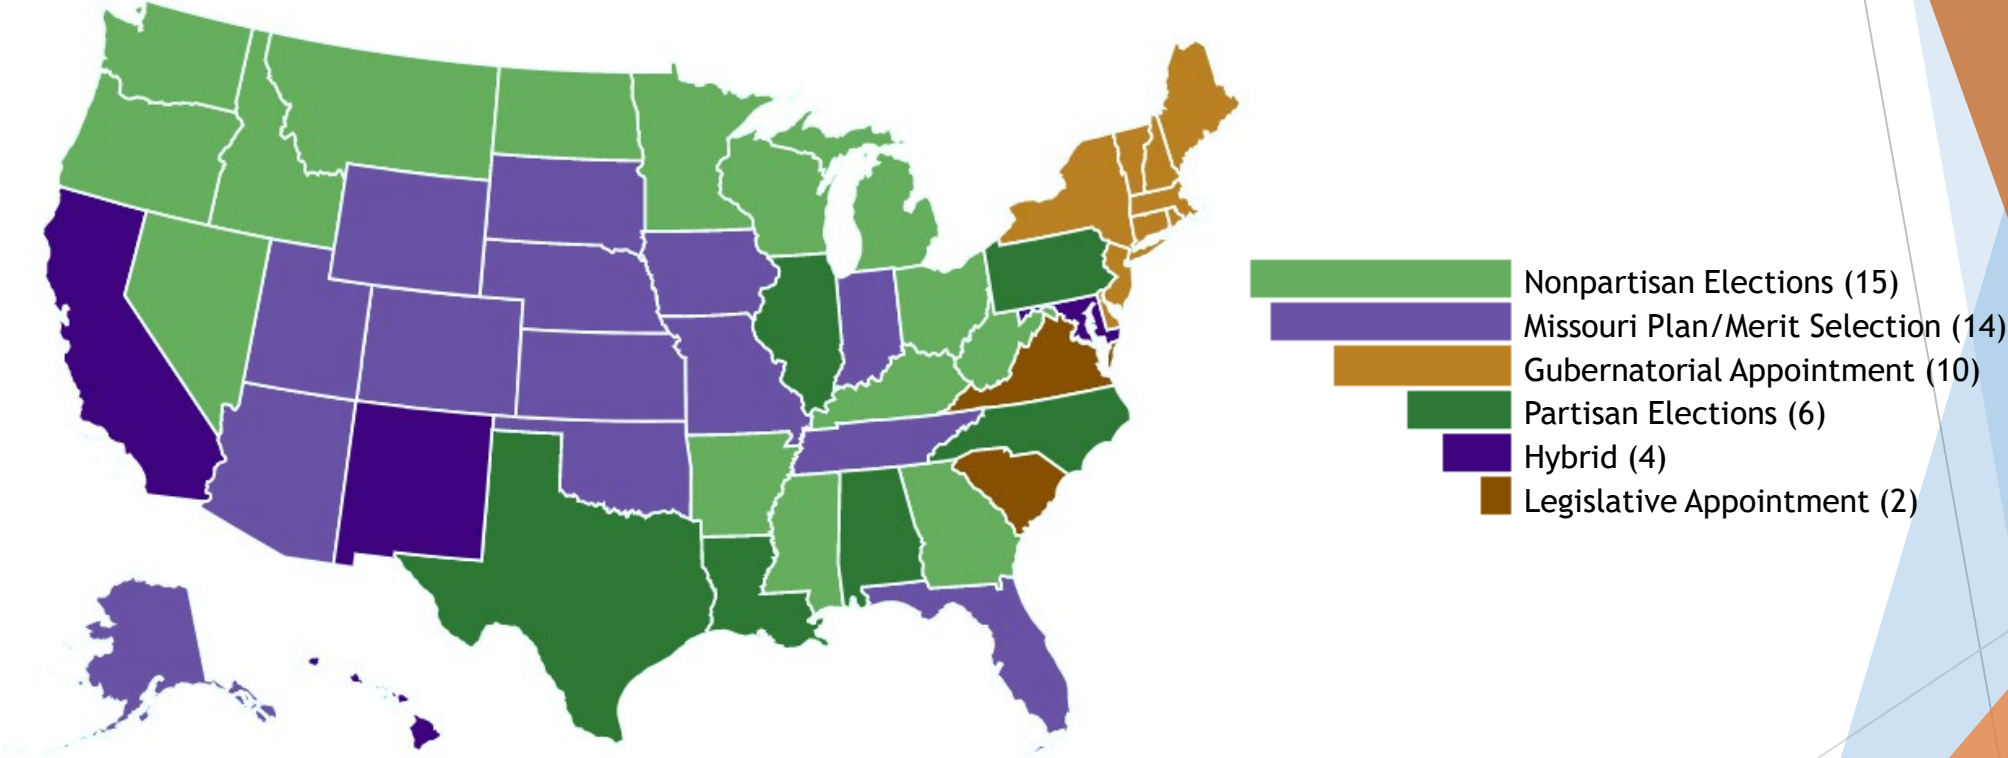 Nonpartisan Elections (15)
Missouri Plan/Merit Selection (14)
Gubernatorial Appointment (10)
Partisan Elections (6)
Hybrid (4)
Legislative Appointment (2)